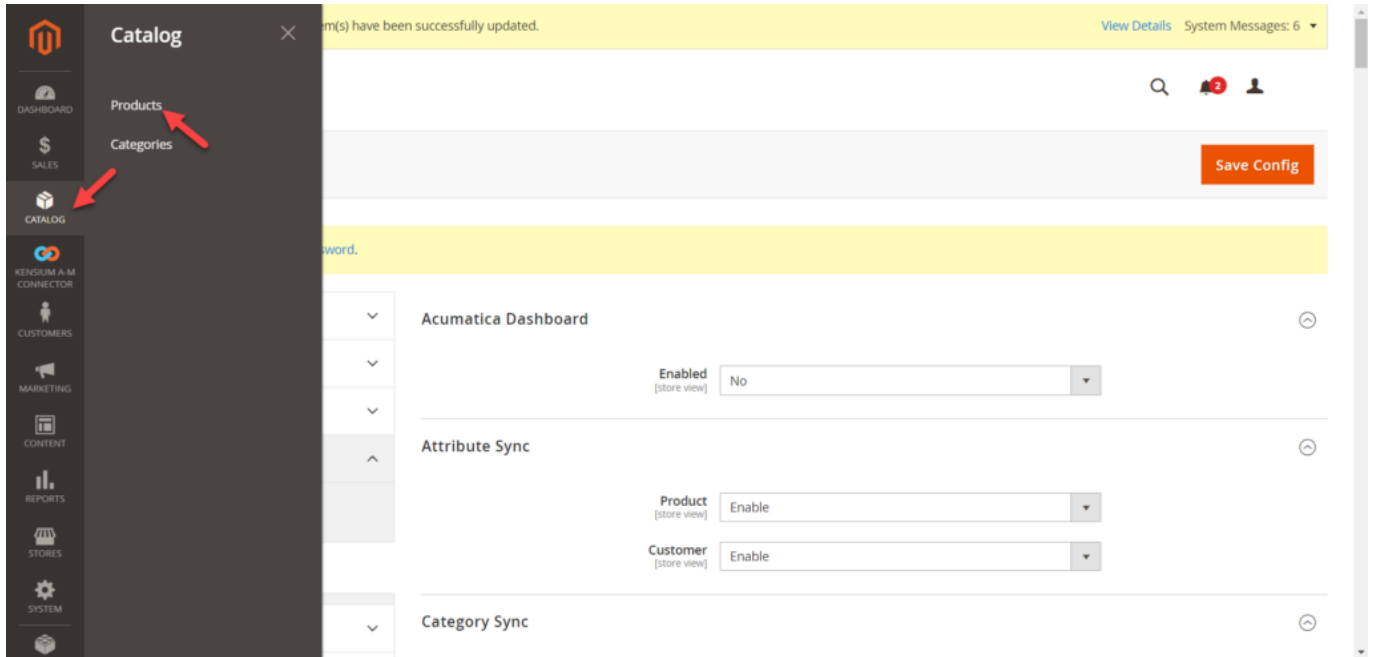 em(s) have been successfully updated.
View Details System Messages: 6
Catalog
Products
Categories
DASHBOARD
$
SALES
CATALOG
KENSIUM A-M
CONNECTOR
CUSTOMERS
MARKETING
CONTENT
REPORTS
STORES
SYSTEM
2
Save Config
sword.
Acumatica Dashboard
Enabled
[store view]
No
Attribute Sync
Product
[store view]
Enable
Customer
[store view]
Enable
Category Sync